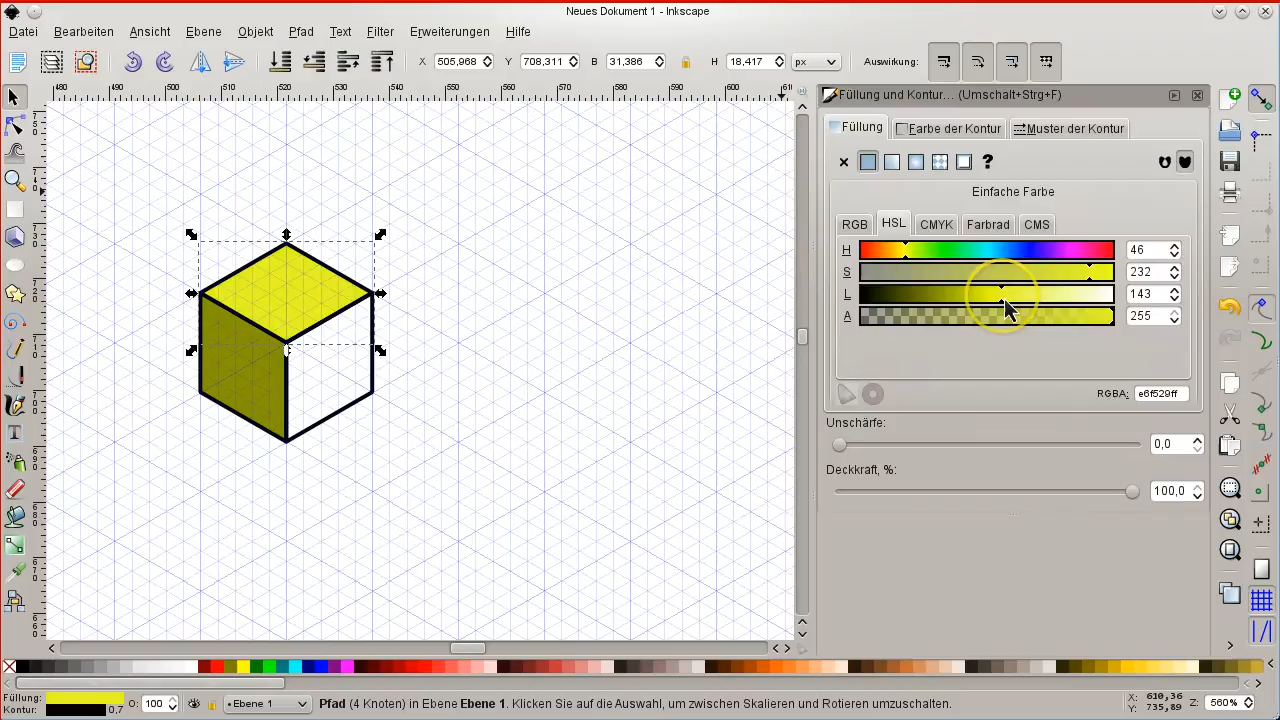 Neues Dokument 1 - Inkscape
Datei Bearbeiten Ansicht Ebene Objekt Pfad Text Filter Erweiterungen Hilfe
X 505,968 Y 708,311 B 31,386 H 18,417 px Auswirkung:
Füllung und Kontur... (Umschalt+Strg+F)
Füllung Farbe der Kontur Muster der Kontur
Einfache Farbe
RGB HSL CMYK Farbrad CMS
H 46
S 232
L 143
A 255
RGBA: e6f529ff
Unschärfe:
0,0
Deckkraft, %:
100,0
Füllung:
Kontur: 0.7
O: 100
Ebene 1
Pfad (4 Knoten) in Ebene Ebene 1. Klicken Sie auf die Auswahl, um zwischen Skalieren und Rotieren umzuschalten.
X: 610,36
Y: 735,89
Z: 560%